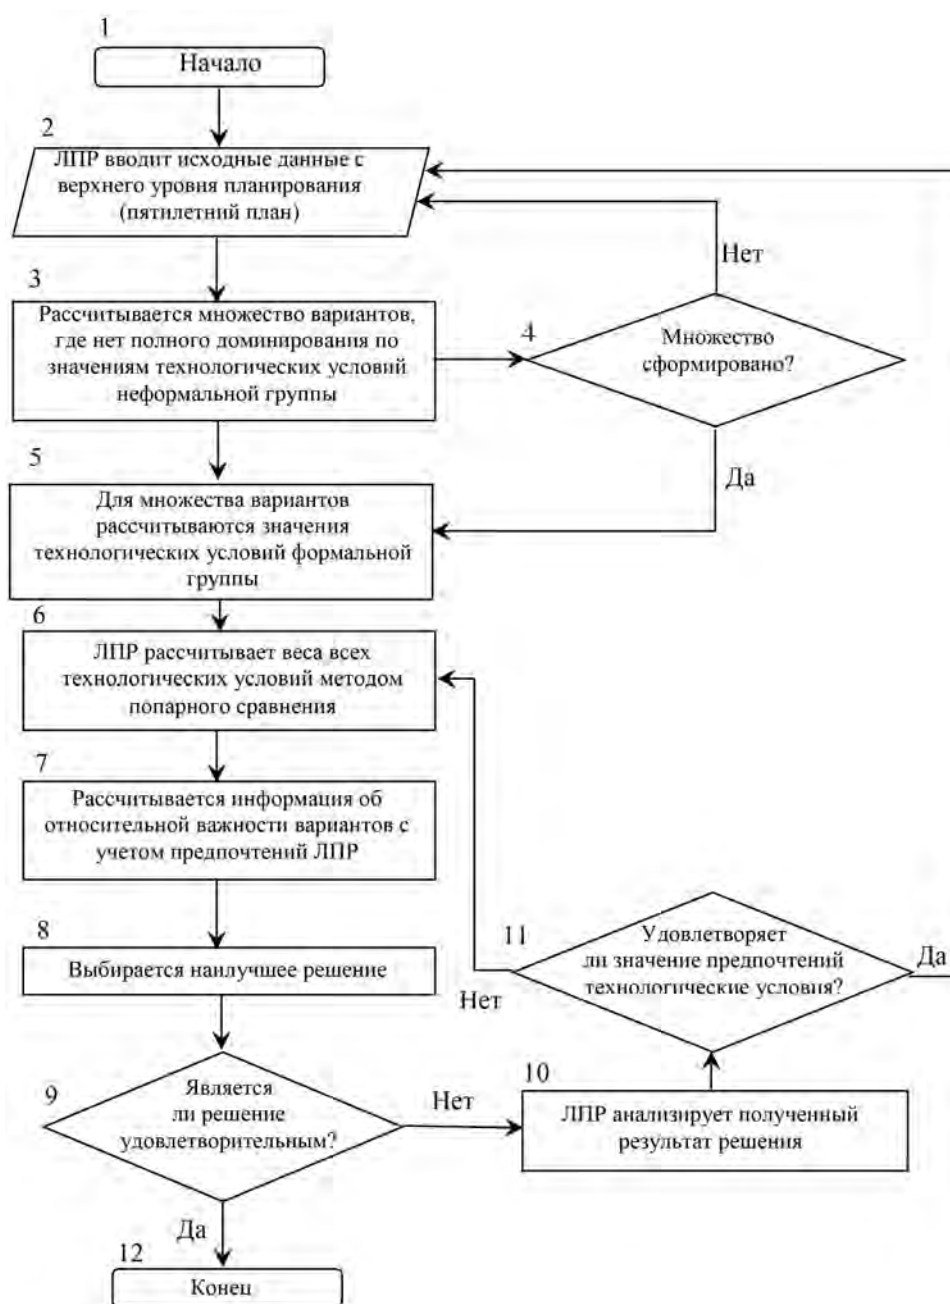 1
Начало
2
ЛПР вводит исходные данные с
верхнего уровня планирования
(пятилетний план)
Нет
3
Рассчитывается множество вариантов,
где нет полного доминирования по
значениям технологических условий
неформальной группы
4
Множество
сформировано?
Да
5
Для множества вариантов
рассчитываются значения
технологических условий формальной
группы
6
ЛПР рассчитывает веса всех
технологических условий методом
попарного сравнения
7
Рассчитывается информация об
относительной важности вариантов с
учетом предпочтений ЛПР
8
Выбирается наилучшее решение
11
Удовлетворяет
ли значение предпочтений
технологические условия?
Да
Нет
9
Является
ли решение
удовлетворительным?
Нет
10
ЛПР анализирует полученный
результат решения
Да
12
Конец